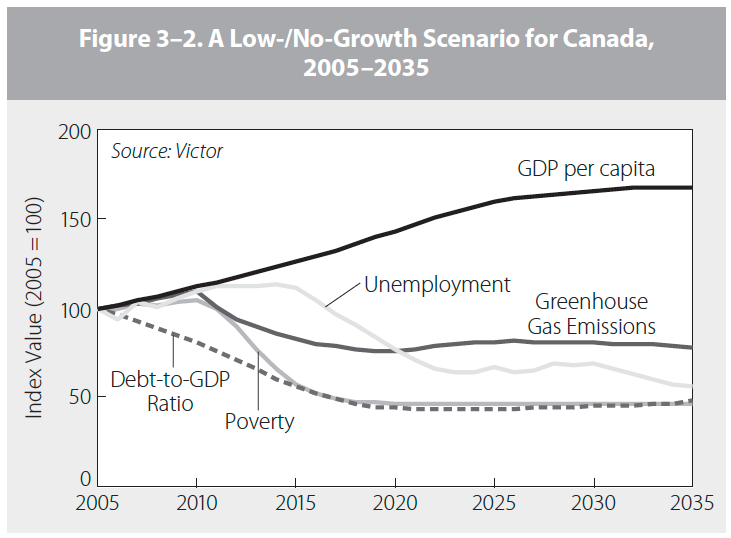 Figure 3–2. A Low-/No-Growth Scenario for Canada,
2005–2035
Source: Victor
GDP per capita
Unemployment
Greenhouse
Gas Emissions
Debt-to-GDP
Ratio
Poverty
Index Value (2005 = 100)
200
150
100
50
0
2005 2010 2015 2020 2025 2030 2035